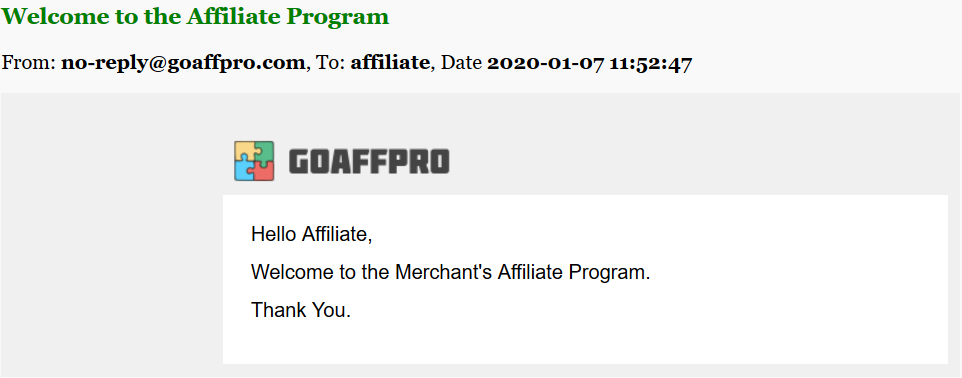 Welcome to the Affiliate Program
From: no-reply@goaffpro.com, To: affiliate, Date 2020-01-07 11:52:47
GOAFFPRO
Hello Affiliate,
Welcome to the Merchant's Affiliate Program.
Thank You.